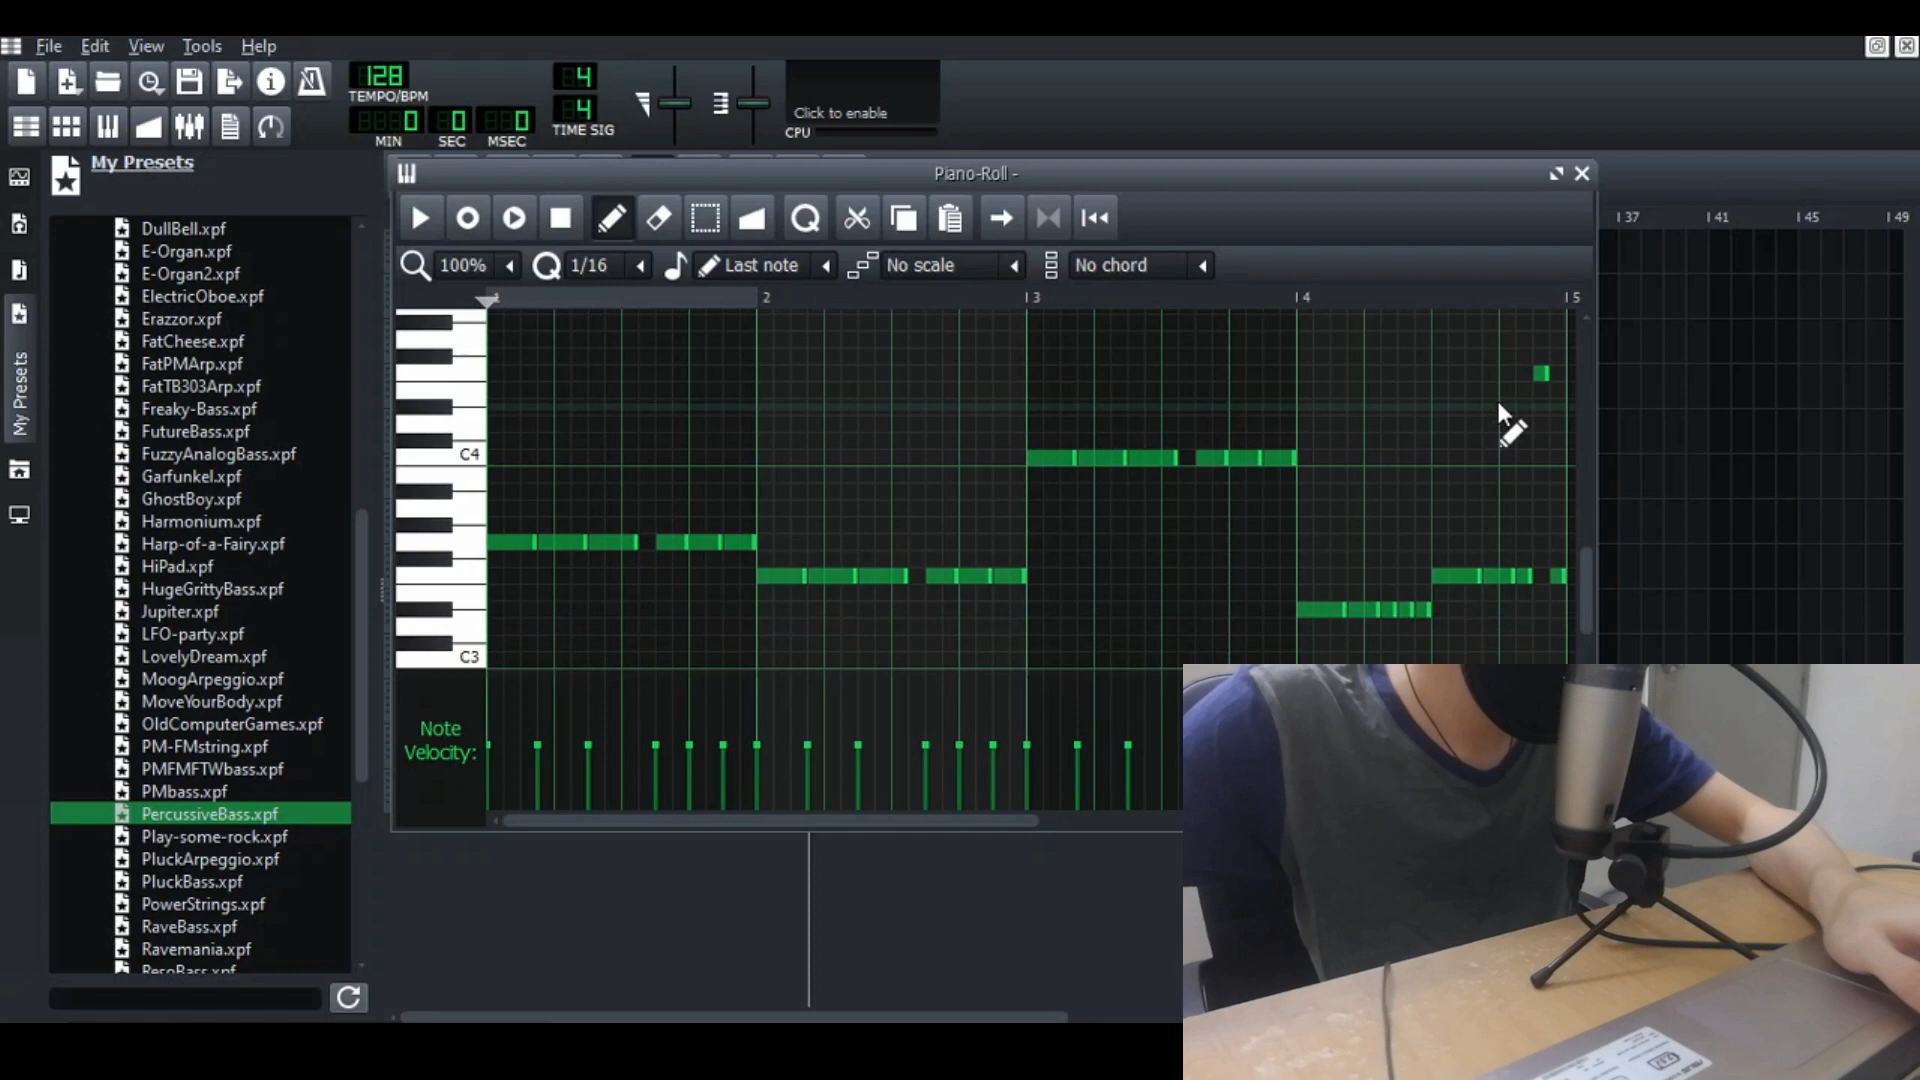 File Edit View Tools Help
128
TEMPO/BPM
0 0 0
MIN SEC MSEC
4
4
TIME SIG
Click to enable
CPU
My Presets
My Presets
DullBell.xpf
E-Organ.xpf
E-Organ2.xpf
ElectricOboe.xpf
Erazzor.xpf
FatCheese.xpf
FatPMArp.xpf
FatTB303Arp.xpf
Freaky-Bass.xpf
FutureBass.xpf
FuzzyAnalogBass.xpf
Garfunkel.xpf
GhostBoy.xpf
Harmonium.xpf
Harp-of-a-Fairy.xpf
HiPad.xpf
HugeGrittyBass.xpf
Jupiter.xpf
LFO-party.xpf
LovelyDream.xpf
MoogArpeggio.xpf
MoveYourBody.xpf
OldComputerGames.xpf
PM-FMstring.xpf
PMFMFTWbass.xpf
PMbass.xpf
PercussiveBass.xpf
Play-some-rock.xpf
PluckArpeggio.xpf
PluckBass.xpf
PowerStrings.xpf
RaveBass.xpf
Ravemania.xpf
ResoBass.xpf
Piano-Roll -
100% Q 1/16 Last note No scale No chord
1 2 3 4 5
37 41 45 49
C4
C3
Note
Velocity: